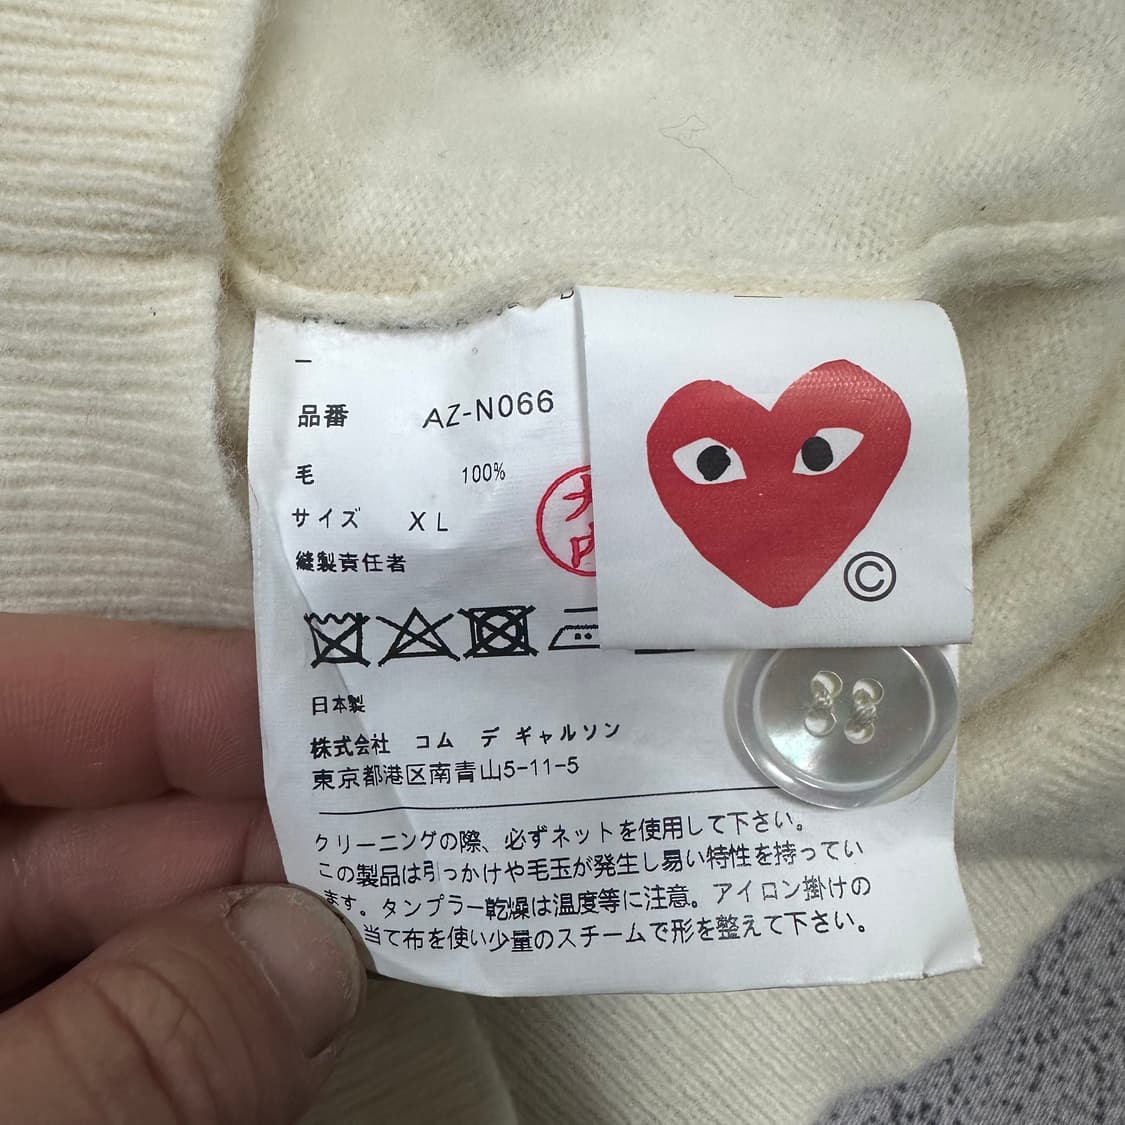 品番 AZ-N066
毛 100%
サイズ XL
縫製責任者
©
日本製
株式会社 コム デ ギャルソン
東京都港区南青山5-11-5
クリーニングの際、必ずネットを使用して下さい。
この製品は引っかけや毛玉が発生し易い特性を持ってい
ます。タンブラー乾燥は温度等に注意。アイロン掛けの
当て布を使い少量のスチームで形を整えて下さい。